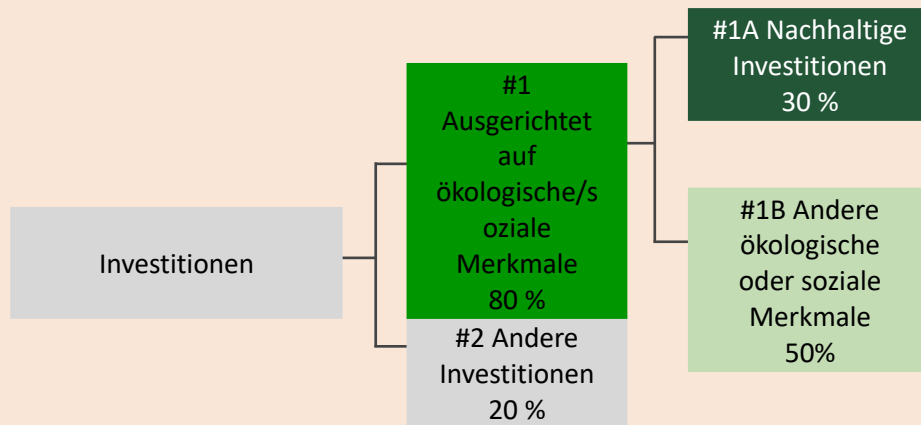 Investitionen
#1
Ausgerichtet
auf
ökologische/s
oziale
Merkmale
80 %
#2 Andere
Investitionen
20 %
#1A Nachhaltige
Investitionen
30 %
#1B Andere
ökologische
oder soziale
Merkmale
50%